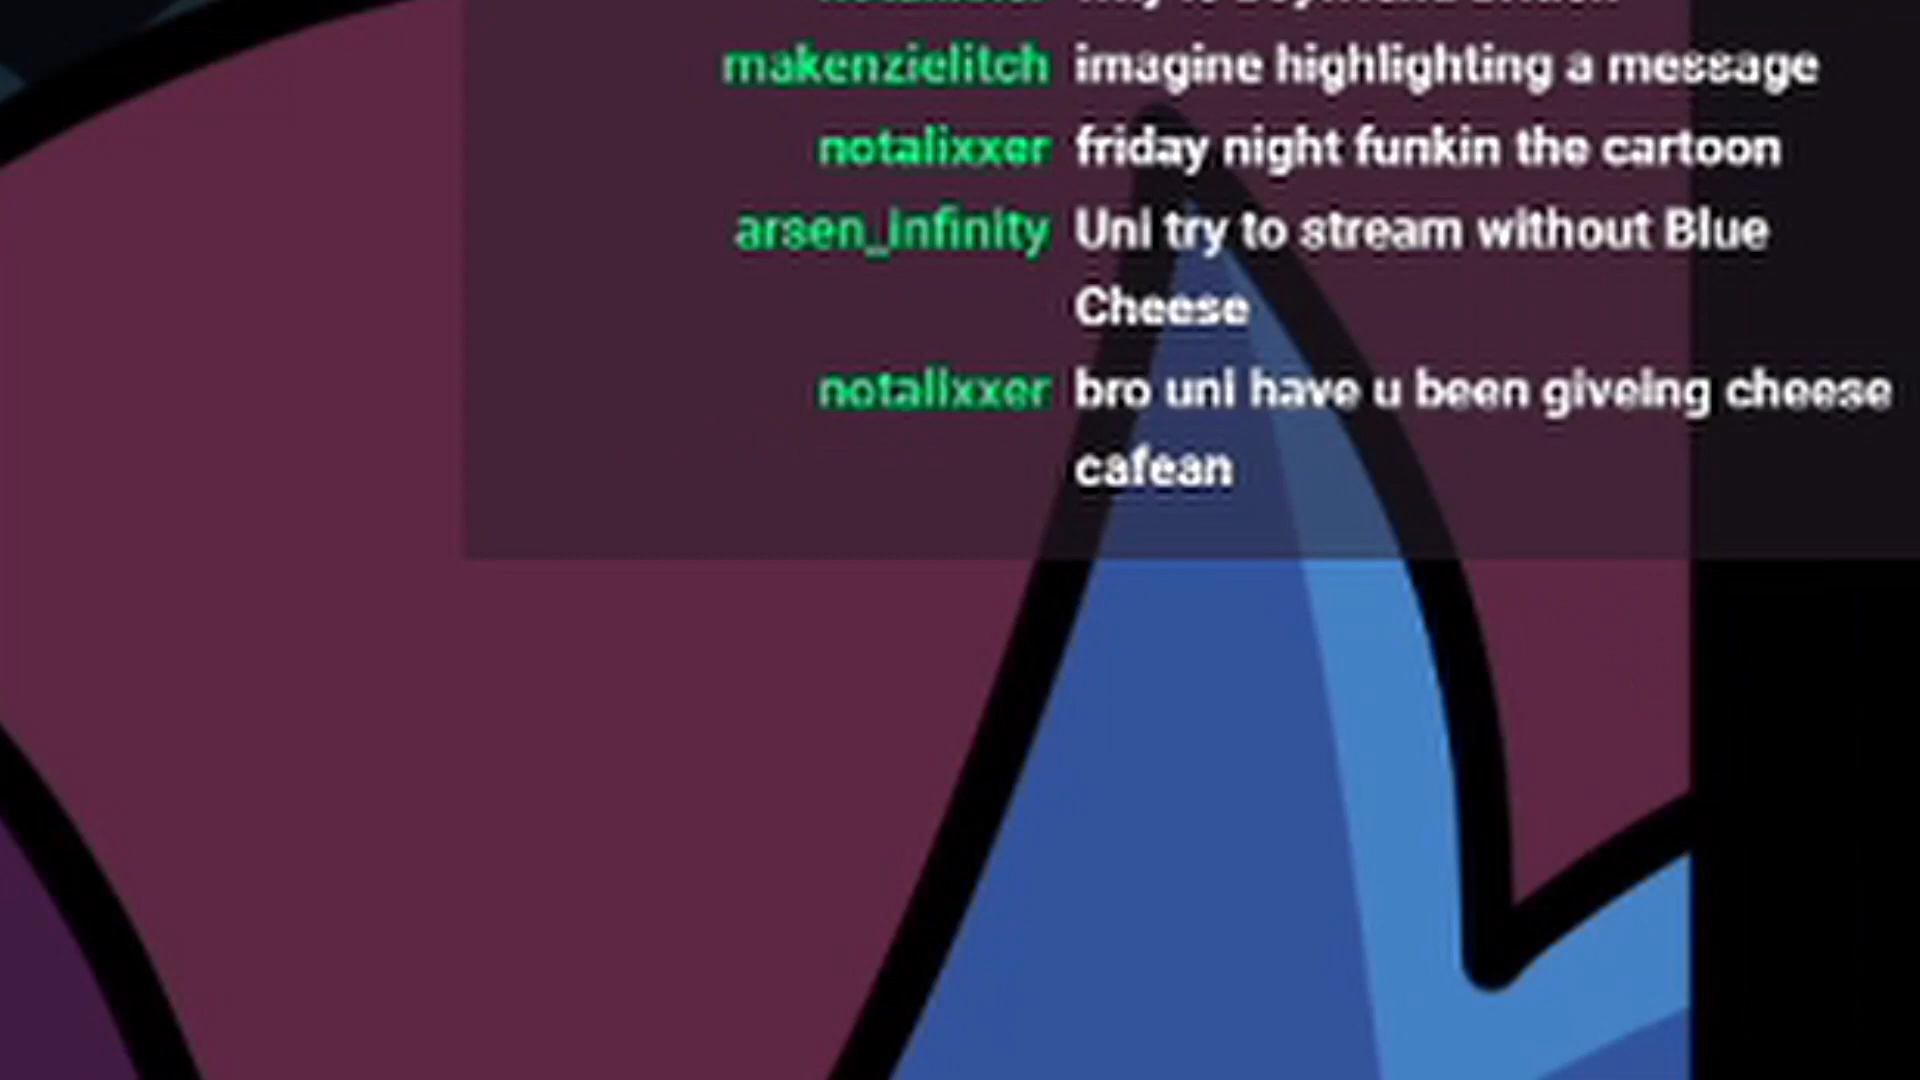 makenzielitch imagine highlighting a message
notalixxer friday night funkin the cartoon
arsen_infinity Uni try to stream without Blue
Cheese
notalixxer bro uni have u been giveing cheese
cafean